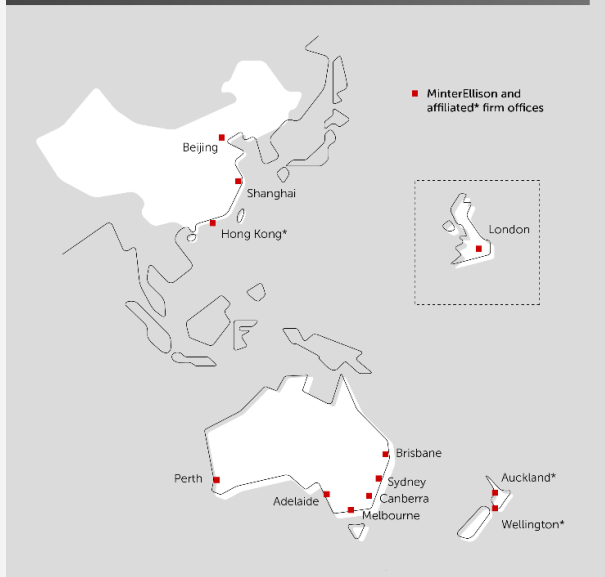 MinterEllison and
affiliated* firm offices
Beijing
Shanghai
Hong Kong*
London
Brisbane
Perth
Sydney
Auckland*
Adelaide
Canberra
Melbourne
Wellington*